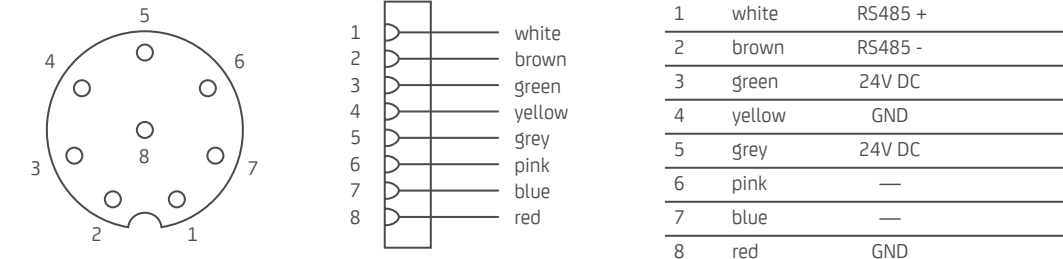 5
4
6
8
3
7
2
1
1 white
2 brown
3 green
4 yellow
5 grey
6 pink
7 blue
8 red
1 white RS485 +
2 brown RS485 -
3 green 24V DC
4 yellow GND
5 grey 24V DC
6 pink —
7 blue —
8 red GND